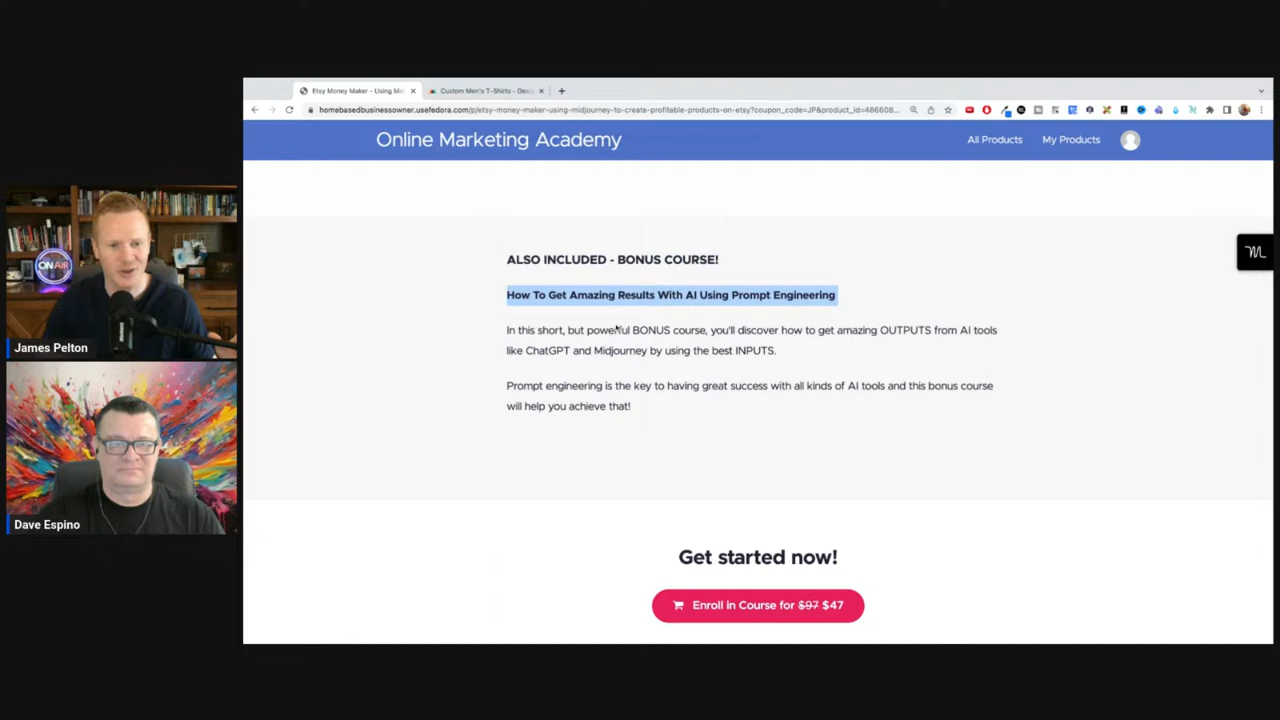 Etsy Money Maker - Using Mid
Custom Men's T-Shirts - Desig
homebasedbusinessowner.usefedora.com/p/etsy-money-maker-using-midjourney-to-create-profitable-products-on-etsy?coupon_code=JP&product_id=486608...
Online Marketing Academy
All Products
My Products
ON AIR
James Pelton
Dave Espino
ALSO INCLUDED - BONUS COURSE!
How To Get Amazing Results With AI Using Prompt Engineering
In this short, but powerful BONUS course, you'll discover how to get amazing OUTPUTS from AI tools
like ChatGPT and Midjourney by using the best INPUTS.
Prompt engineering is the key to having great success with all kinds of AI tools and this bonus course
will help you achieve that!
Get started now!
Enroll in Course for $97 $47